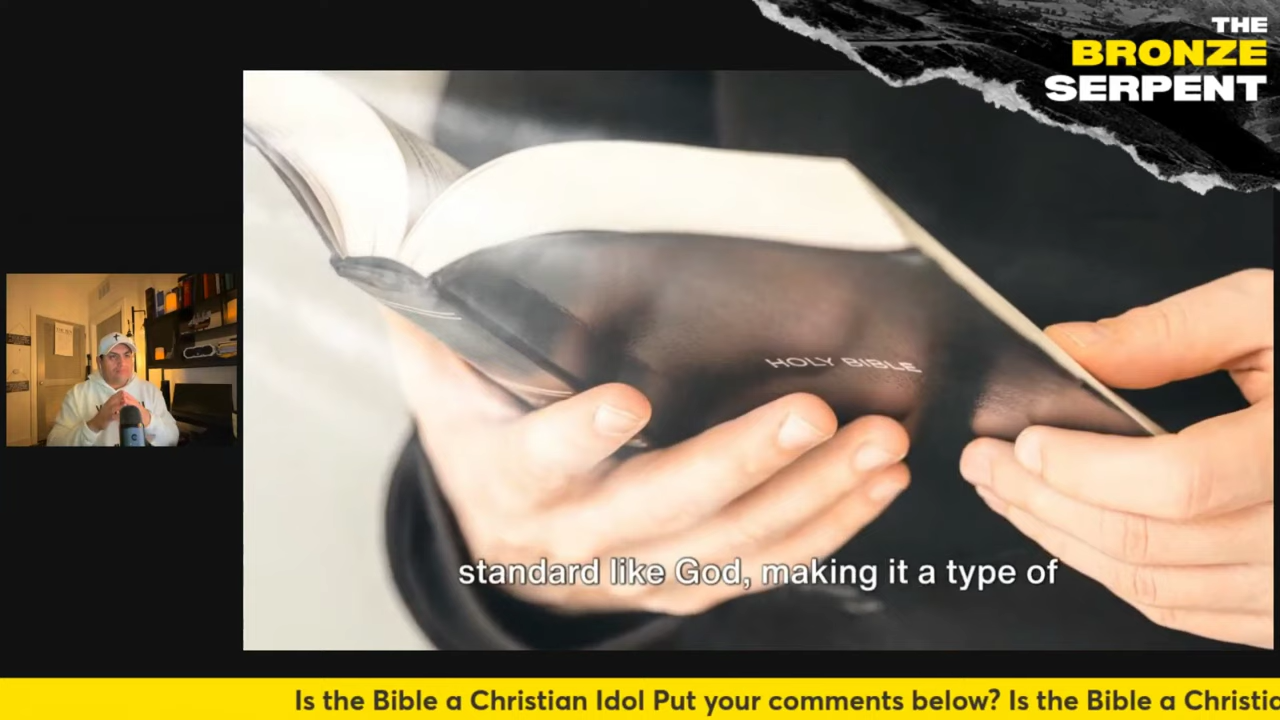 THE
BRONZE
SERPENT
HOLY BIBLE
standard like God, making it a type of
Is the Bible a Christian Idol Put your comments below? Is the Bible a Christi